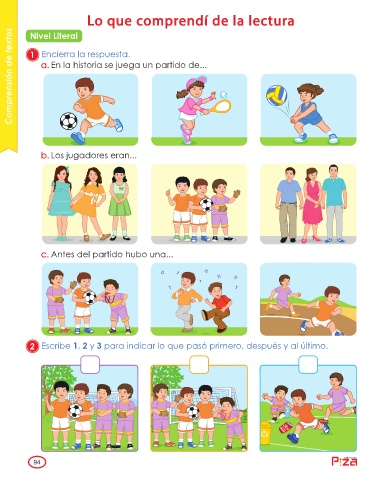 Lo que comprendí de la lectura
Comprensión de textos
Nivel Literal
1 Encierra la respuesta.
a. En la historia se juega un partido de...
b. Los jugadores eran...
c. Antes del partido hubo una...
2 Escribe 1, 2 y 3 para indicar lo que pasó primero, después y al último.
94